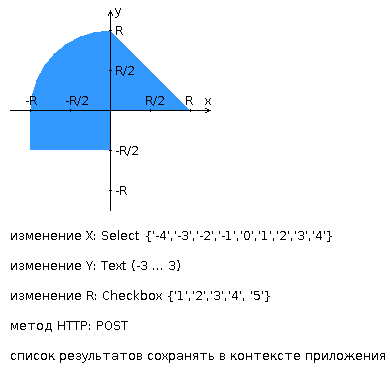 y
R
R/2
-R -R/2 R/2 R x
-R/2
-R
изменение X: Select {'-4','-3','-2','-1','0','1','2','3','4'}
изменение Y: Text (-3 ... 3)
изменение R: Checkbox {'1','2','3','4', '5'}
метод HTTP: POST
список результатов сохранять в контексте приложения